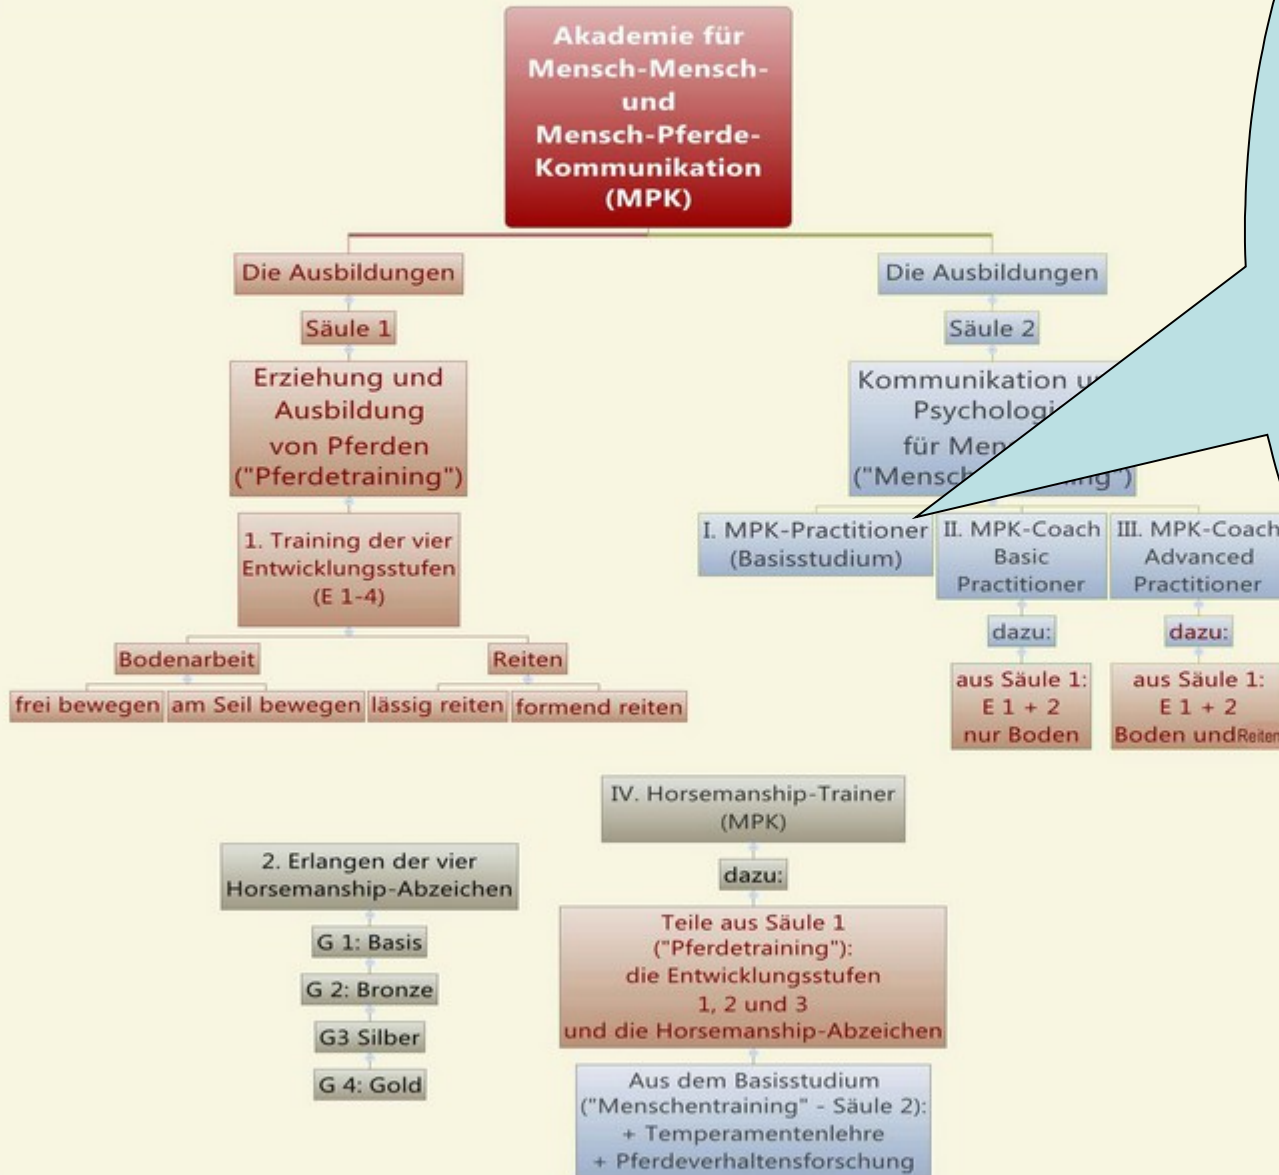 Akademie für
Mensch-Mensch-
und
Mensch-Pferde-
Kommunikation
(MPK)
Die Ausbildungen
Säule 1
Erziehung und
Ausbildung
von Pferden
("Pferdetraining")
1. Training der vier
Entwicklungsstufen
(E 1-4)
Bodenarbeit
Reiten
frei bewegen
am Seil bewegen
lässig reiten
formend reiten
Die Ausbildungen
Säule 2
Kommunikation
für
I. MPK-Practitioner
(Basisstudium)
II. MPK-Coach
Basic
Practitioner
dazu:
aus Säule 1:
E 1 + 2
nur Boden
III. MPK-Coach
Advanced
Practitioner
dazu:
aus Säule 1:
E 1 + 2
Boden und Reiten
2. Erlangen der vier
Horsemanship-Abzeichen
G 1: Basis
G 2: Bronze
G3 Silber
G 4: Gold
IV. Horsemanship-Trainer
(MPK)
dazu:
Teile aus Säule 1
("Pferdetraining"):
die Entwicklungsstufen
1, 2 und 3
und die Horsemanship-Abzeichen
Aus dem Basisstudium
("Menschentraining" - Säule 2):
+ Temperamentenlehre
+ Pferdeverhaltensforschung